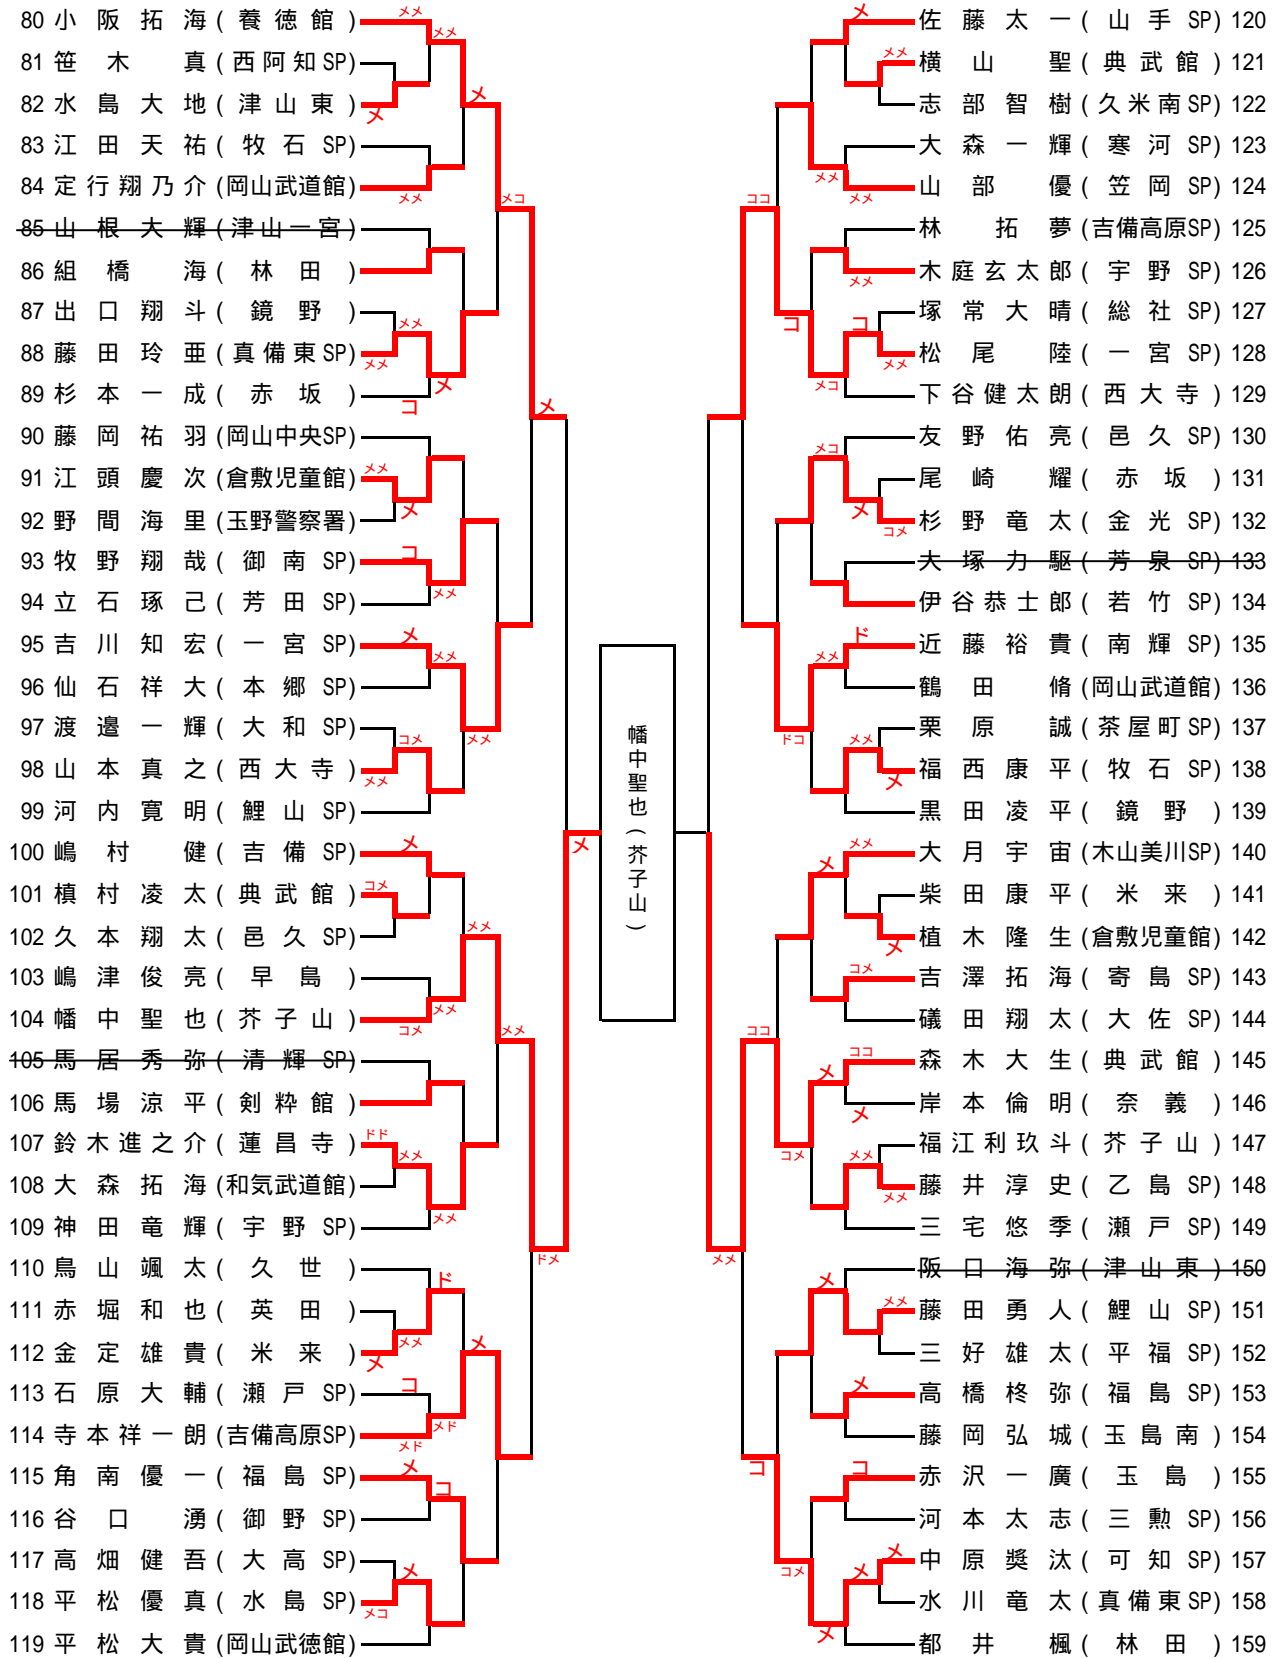 80 小阪拓海 (養徳館)
81 笹木真 (西阿知SP)
82 水島大地 (津山東)
83 江田天祐 (牧石SP)
84 定行翔乃介 (岡山武道館)
85 山根大輝 (津山一宮)
86 組橋海 (林田)
87 出口翔斗 (鏡野)
88 藤田玲亜 (真備東SP)
89 杉本一成 (赤坂)
90 藤岡祐羽 (岡山中央SP)
91 江頭慶次 (倉敷児童館)
92 野間海里 (玉野警察署)
93 牧野翔哉 (御南SP)
94 立石琢己 (芳田SP)
95 吉川知宏 (一宮SP)
96 仙石祥大 (本郷SP)
97 渡邉一輝 (大和SP)
98 山本真之 (西大寺)
99 河内寛明 (鯉山SP)
100 嶋村健 (吉備SP)
101 槙村凌太 (典武館)
102 久本翔太 (邑久SP)
103 嶋津俊亮 (早島)
104 幡中聖也 (芥子山)
105 馬居秀弥 (清輝SP)
106 馬場涼平 (剣粋館)
107 鈴木進之介 (蓮昌寺)
108 大森拓海 (和気武道館)
109 神田竜輝 (宇野SP)
110 鳥山颯太 (久世)
111 赤堀和也 (英田)
112 金定雄貴 (米来)
113 石原大輔 (瀬戸SP)
114 寺本祥一朗 (吉備高原SP)
115 角南優一 (福島SP)
116 谷口湧 (御野SP)
117 高畑健吾 (大高SP)
118 平松優真 (水島SP)
119 平松大貴 (岡山武徳館)
幡中聖也(芥子山)
佐藤太一 (山手SP) 120
横山聖 (典武館) 121
志部智樹 (久米南SP) 122
大森一輝 (寒河SP) 123
山部優 (笠岡SP) 124
林拓夢 (吉備高原SP) 125
木庭玄太郎 (宇野SP) 126
塚常大晴 (総社SP) 127
松尾陸 (一宮SP) 128
下谷健太朗 (西大寺) 129
友野佑亮 (邑久SP) 130
尾崎耀 (赤坂) 131
杉野竜太 (金光SP) 132
大塚力駆 (芳泉SP) 133
伊谷恭士郎 (若竹SP) 134
近藤裕貴 (南輝SP) 135
鶴田脩 (岡山武道館) 136
栗原誠 (茶屋町SP) 137
福西康平 (牧石SP) 138
黒田凌平 (鏡野) 139
大月宇宙 (木山美川SP) 140
柴田康平 (米来) 141
植木隆生 (倉敷児童館) 142
吉澤拓海 (寄島SP) 143
礒田翔太 (大佐SP) 144
森木大生 (典武館) 145
岸本倫明 (奈義) 146
福江利玖斗 (芥子山) 147
藤井淳史 (乙島SP) 148
三宅悠季 (瀬戸SP) 149
阪口海弥 (津山東) 150
藤田勇人 (鯉山SP) 151
三好雄太 (平福SP) 152
高橋柊弥 (福島SP) 153
藤岡弘城 (玉島南) 154
赤沢一廣 (玉島) 155
河本太志 (三勲SP) 156
中原奨汰 (可知SP) 157
水川竜太 (真備東SP) 158
都井楓 (林田) 159